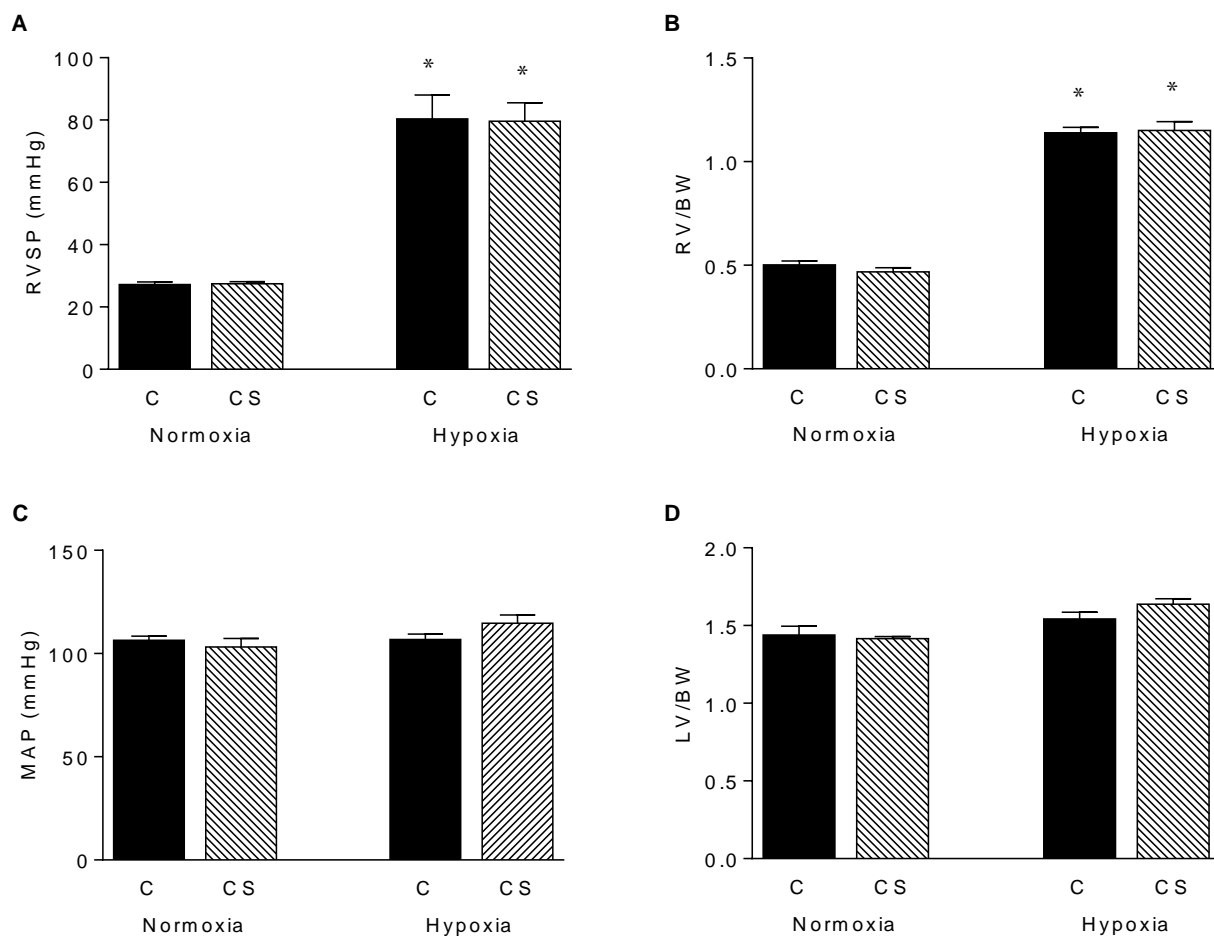 A
RVSP (mmHg)
100
80
60
40
20
0
* *
C CS C CS
Normoxia Hypoxia
B
RV/BW
1.5
1.0
0.5
0.0
* *
C CS C CS
Normoxia Hypoxia
C
MAP (mmHg)
150
100
50
0
C CS C CS
Normoxia Hypoxia
D
LV/BW
2.0
1.5
1.0
0.5
0.0
C CS C CS
Normoxia Hypoxia